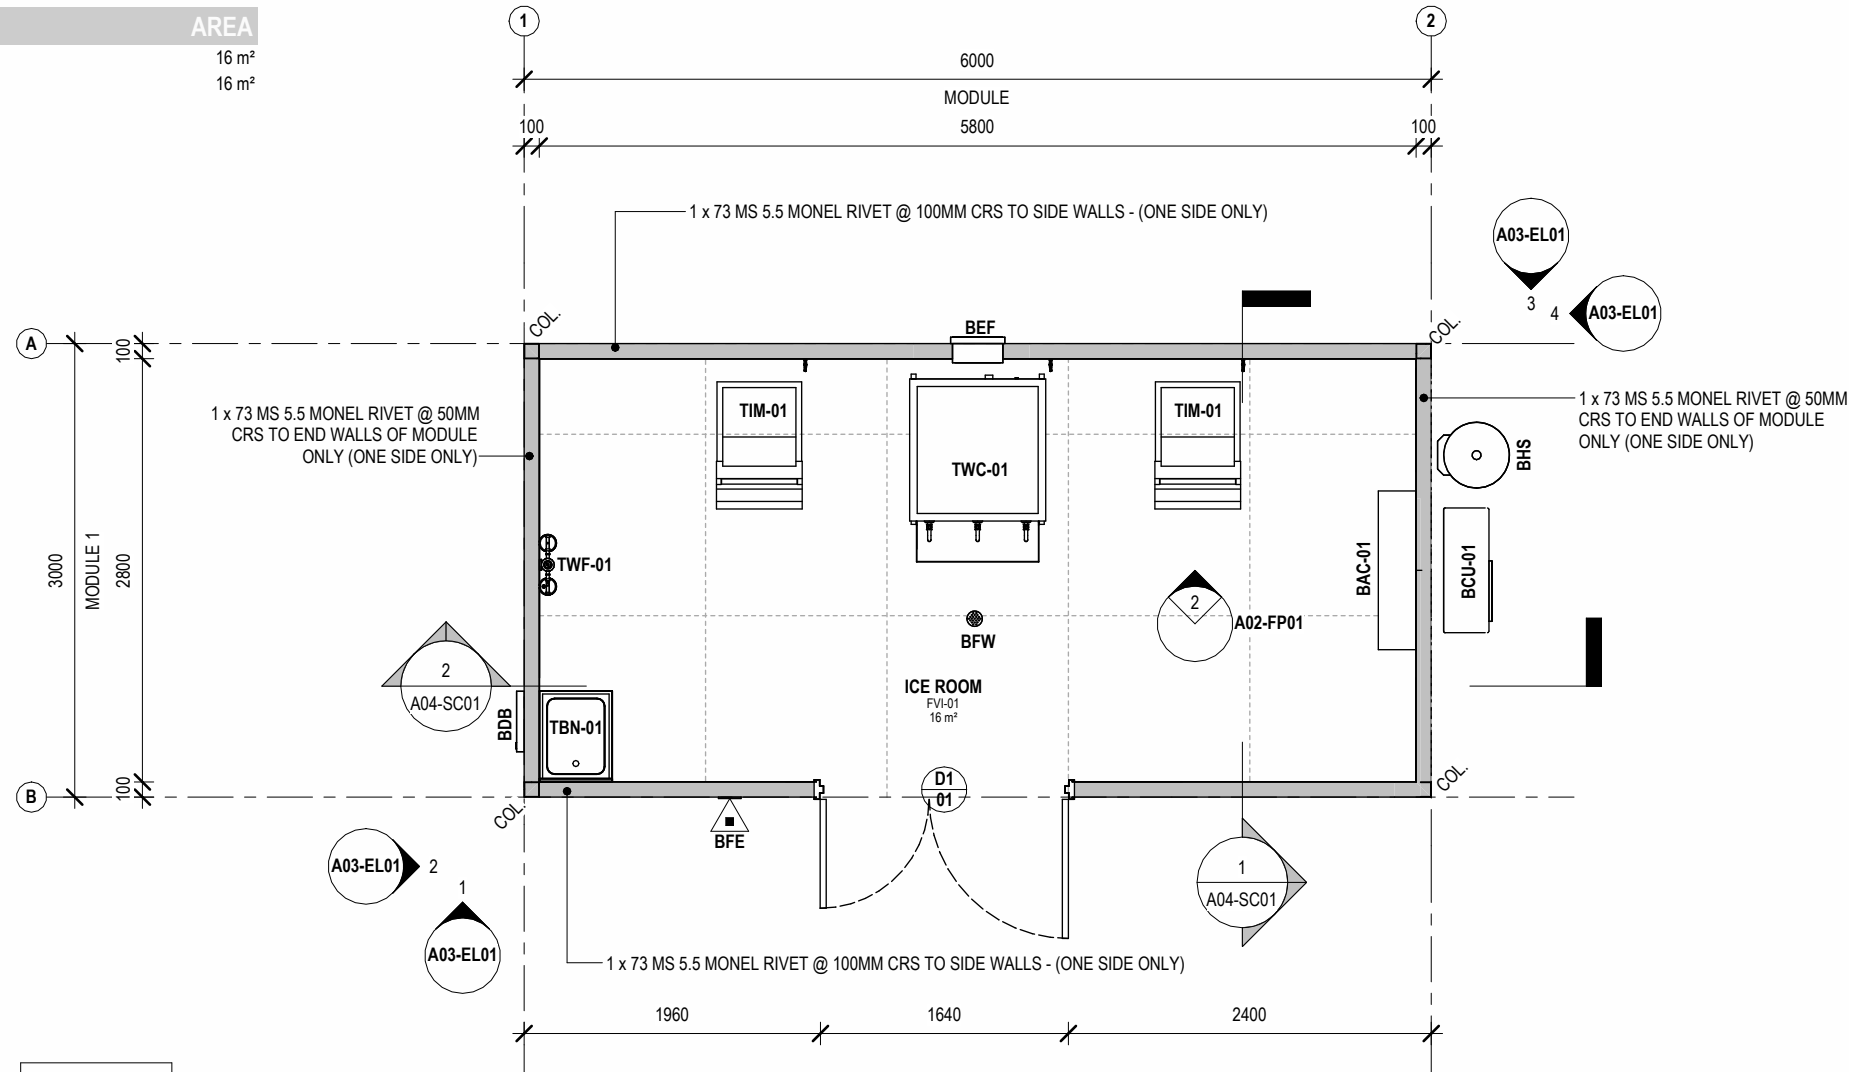 AREA
16 m²
16 m²
1
2
6000
MODULE
100
5800
100
1 x 73 MS 5.5 MONEL RIVET @ 100MM CRS TO SIDE WALLS - (ONE SIDE ONLY)
A03-EL01
3
4
A03-EL01
COL.
BEF
COL.
A
100
TIM-01
TWC-01
TIM-01
1 x 73 MS 5.5 MONEL RIVET @ 50MM
CRS TO END WALLS OF MODULE
ONLY (ONE SIDE ONLY)
1 x 73 MS 5.5 MONEL RIVET @ 50MM
CRS TO END WALLS OF MODULE
ONLY (ONE SIDE ONLY)
BHS
3000
MODULE 1
2800
TWF-01
BAC-01
BCU-01
2
A02-FP01
BFW
2
A04-SC01
ICE ROOM
FVI-01
16 m²
BDB
TBN-01
B
100
COL.
D1
01
COL.
BFE
A03-EL01
2
1
A03-EL01
1
A04-SC01
1 x 73 MS 5.5 MONEL RIVET @ 100MM CRS TO SIDE WALLS - (ONE SIDE ONLY)
1960
1640
2400